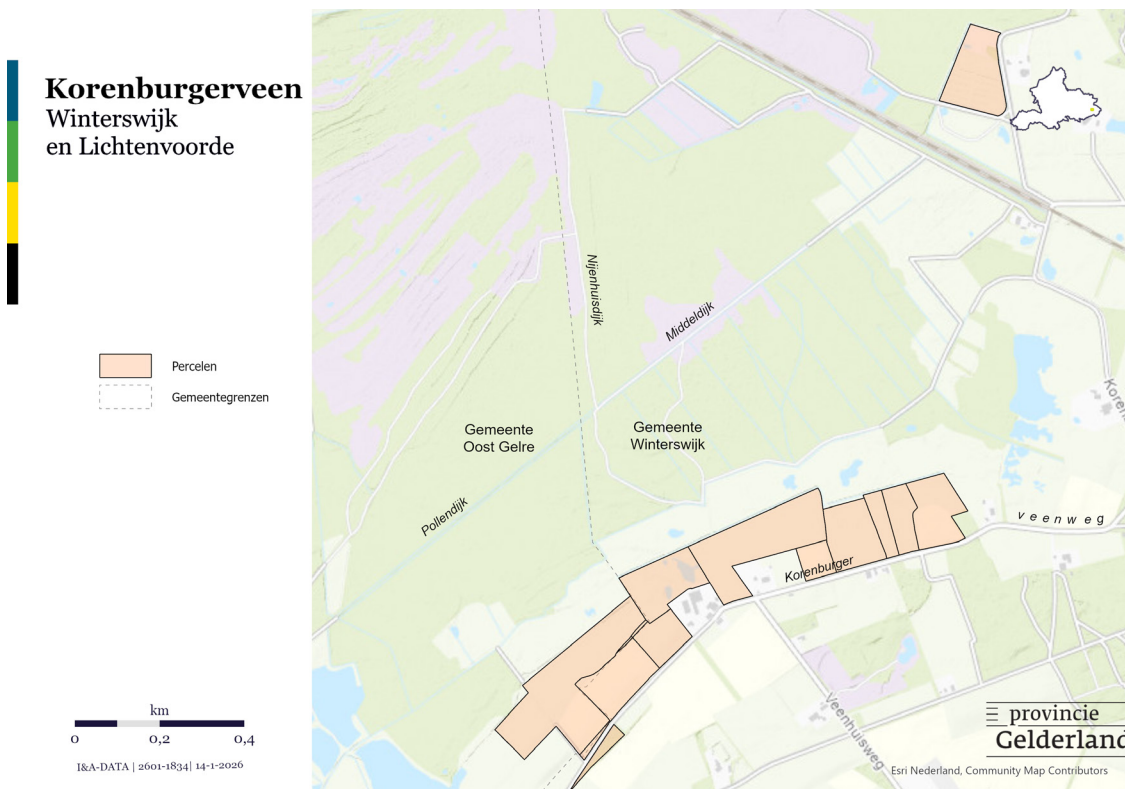 Korenburgerveen
Winterswijk
en Lichtenvoorde
Percelen
Gemeentegrenzen
km
0 0,2 0,4
I&A-DATA | 2601-1834| 14-1-2026
Nijenhuisdijk
Middeldijk
Gemeente
Oost Gelre
Gemeente
Winterswijk
Pollendijk
Koren
veenweg
Korenburger
Veenhuisweg
provincie
Gelderland
Esri Nederland, Community Map Contributors